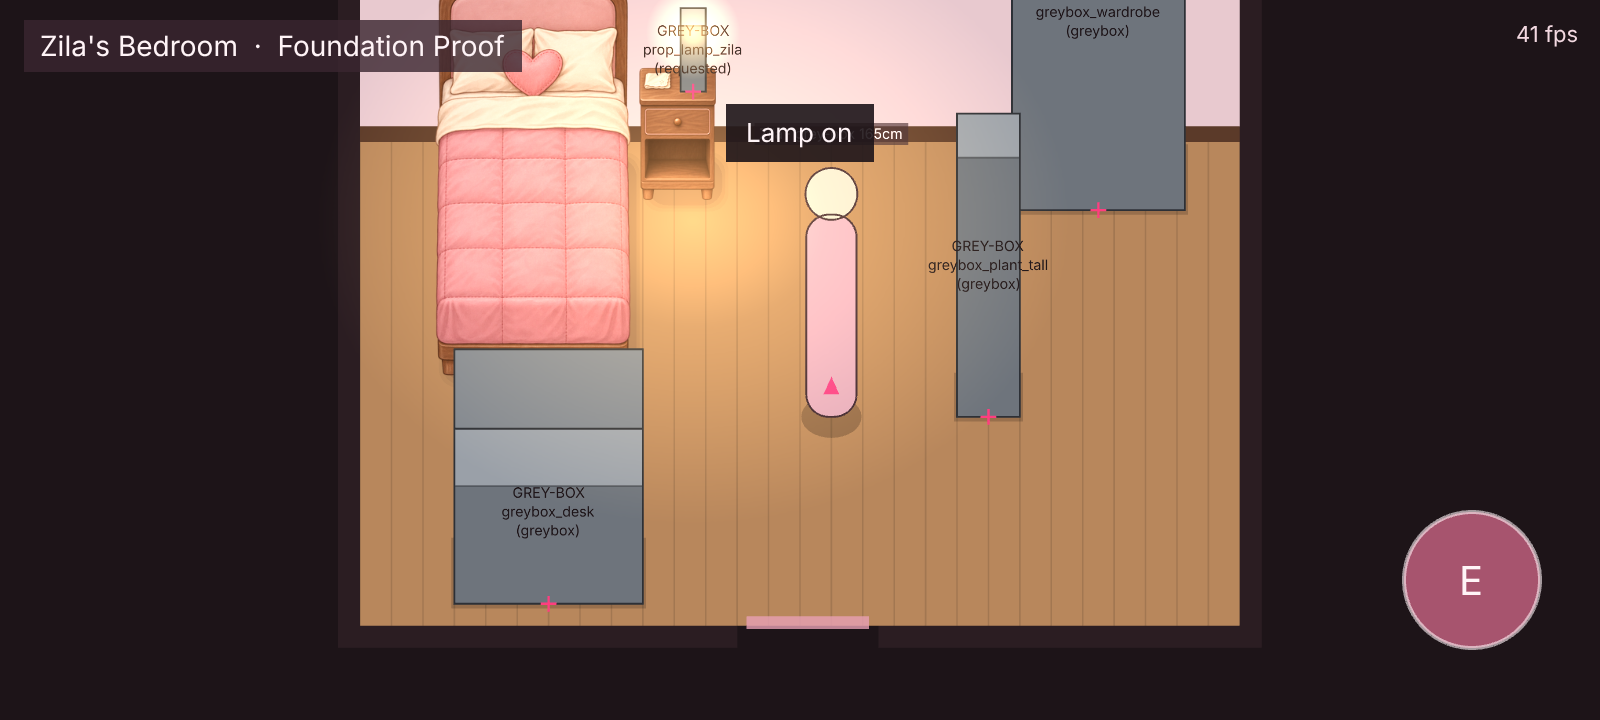 Zila's Bedroom · Foundation Proof
GREY-BOX
prop_lamp_zila
(requested)
greybox_wardrobe
(greybox)
41 fps
Lamp on
165cm
GREY-BOX
greybox_plant_tall
(greybox)
GREY-BOX
greybox_desk
(greybox)
E